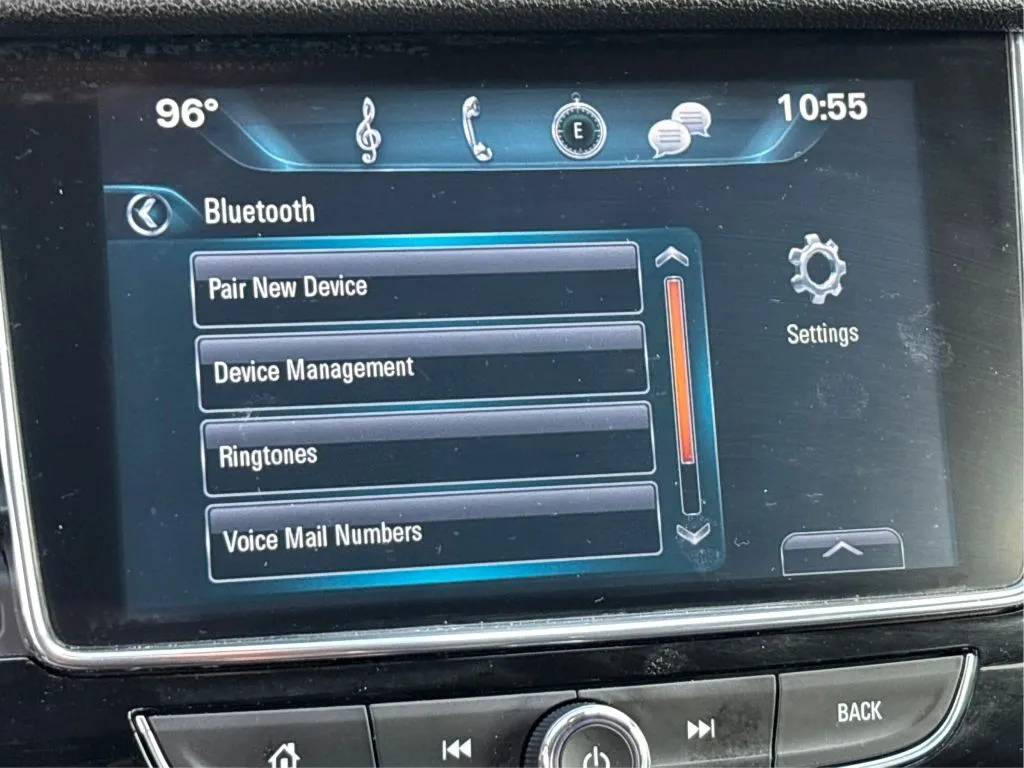 96°
E
10:55
Bluetooth
Pair New Device
Settings
Device Management
Ringtones
Voice Mail Numbers
BACK